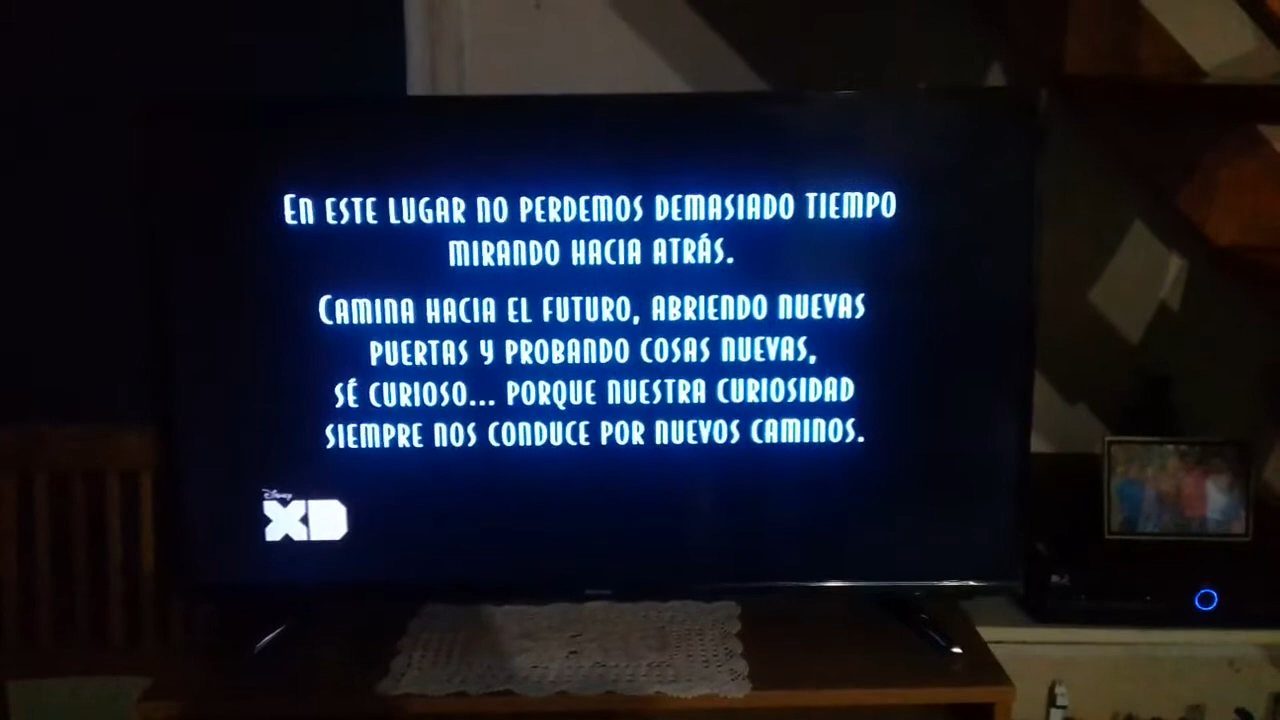 En este lugar no perdemos demasiado tiempo
mirando hacia atrás.
Camina hacia el futuro, abriendo nuevas
puertas y probando cosas nuevas,
sé curioso... porque nuestra curiosidad
siempre nos conduce por nuevos caminos.
Disney
XD